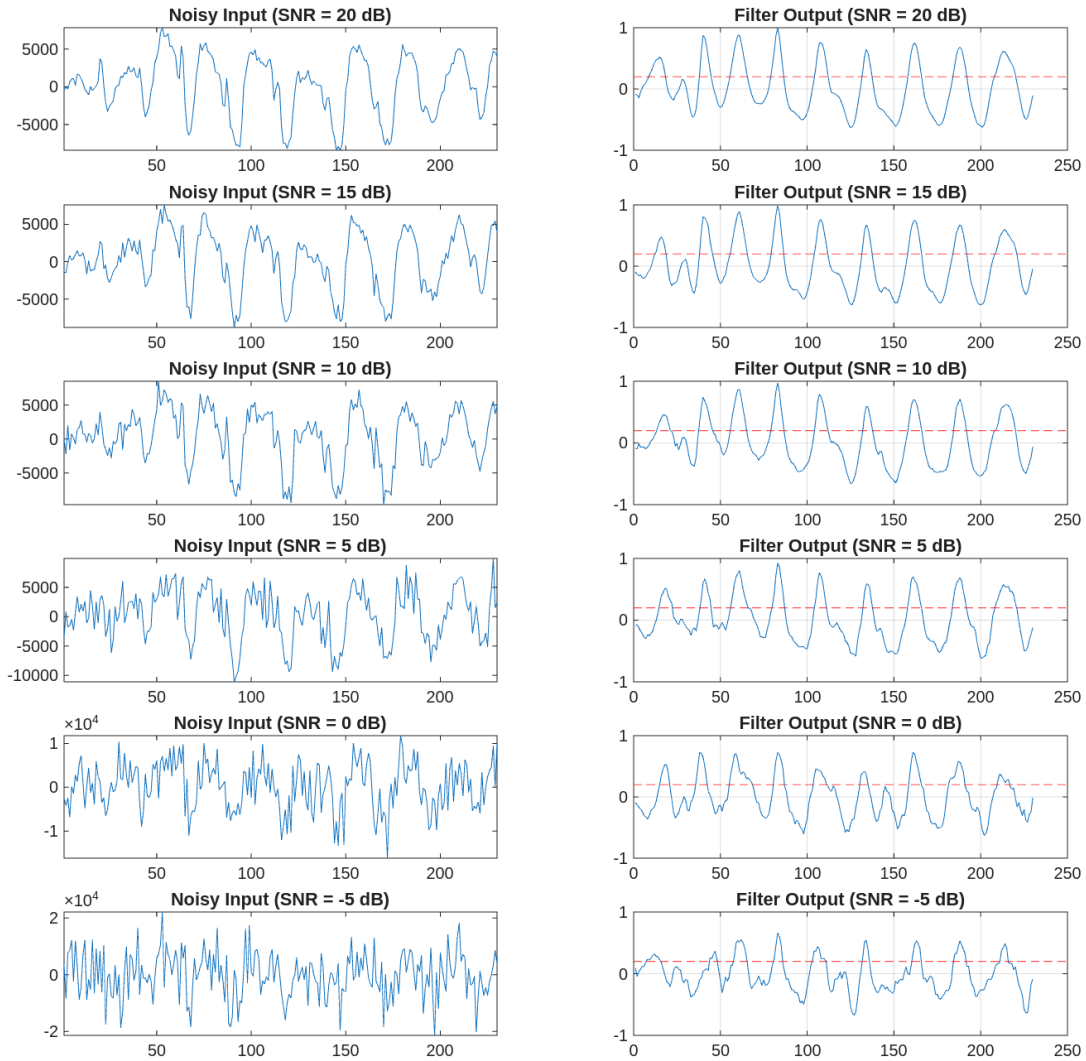 Noisy Input (SNR = 20 dB)
5000
0
-5000
50 100 150 200
Filter Output (SNR = 20 dB)
1
0
-1
0 50 100 150 200 250
Noisy Input (SNR = 15 dB)
5000
0
-5000
50 100 150 200
Filter Output (SNR = 15 dB)
1
0
-1
0 50 100 150 200 250
Noisy Input (SNR = 10 dB)
5000
0
-5000
50 100 150 200
Filter Output (SNR = 10 dB)
1
0
-1
0 50 100 150 200 250
Noisy Input (SNR = 5 dB)
5000
0
-5000
-10000
50 100 150 200
Filter Output (SNR = 5 dB)
1
0
-1
0 50 100 150 200 250
×10⁴
Noisy Input (SNR = 0 dB)
1
0
-1
50 100 150 200
Filter Output (SNR = 0 dB)
1
0
-1
0 50 100 150 200 250
×10⁴
Noisy Input (SNR = -5 dB)
2
0
-2
50 100 150 200
Filter Output (SNR = -5 dB)
1
0
-1
0 50 100 150 200 250